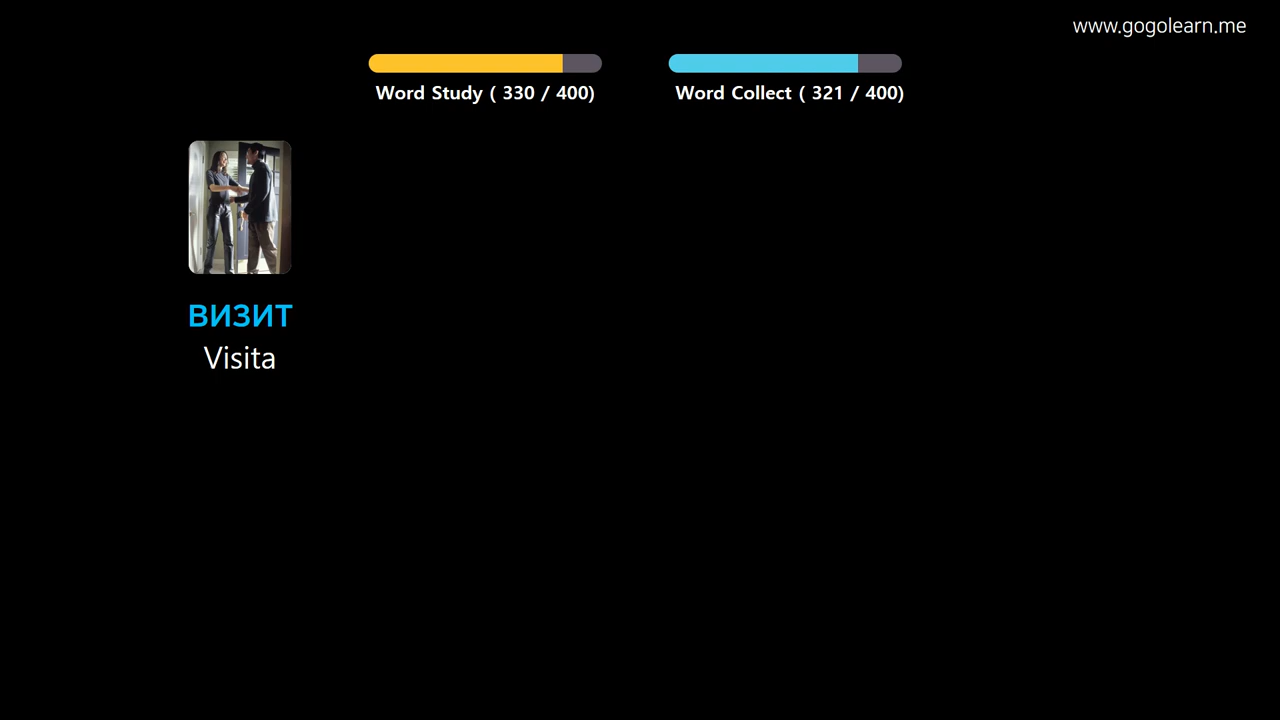 www.gogolearn.me
Word Study ( 330 / 400)
Word Collect ( 321 / 400)
визит
Visita